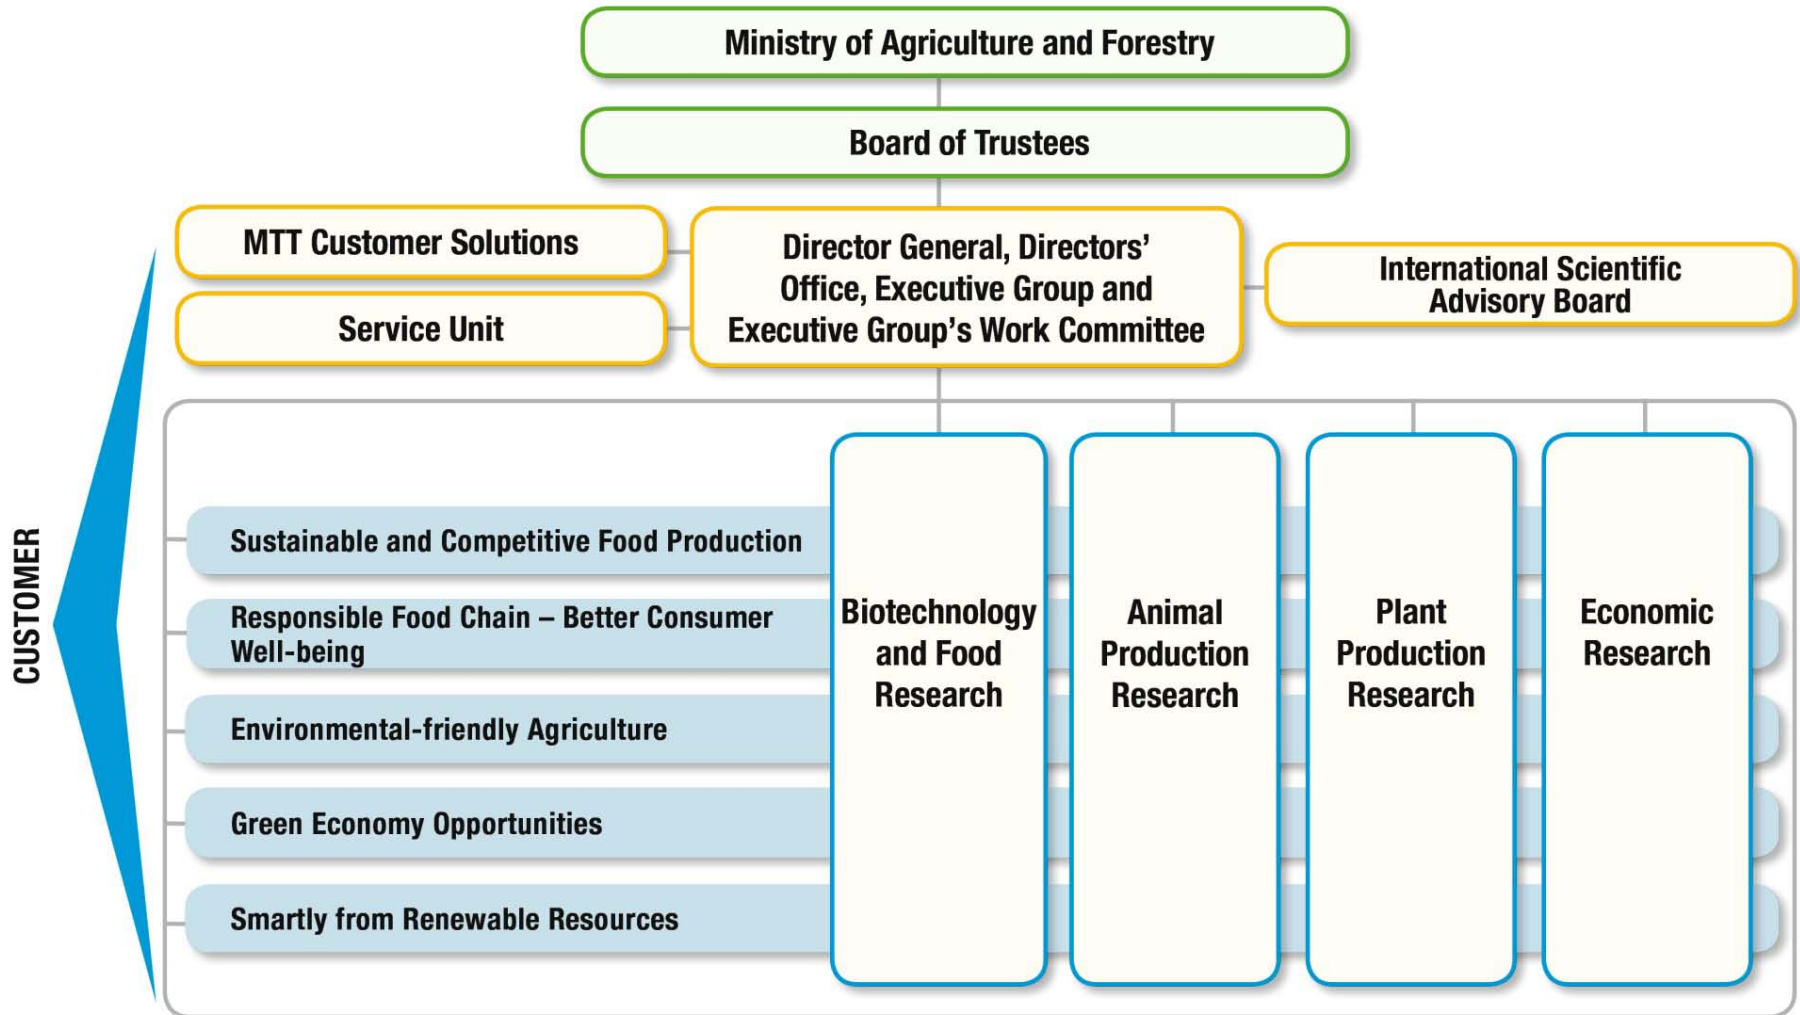 Ministry of Agriculture and Forestry
Board of Trustees
MTT Customer Solutions
Service Unit
Director General, Directors’
Office, Executive Group and
Executive Group’s Work Committee
International Scientific
Advisory Board
CUSTOMER
Sustainable and Competitive Food Production
Responsible Food Chain – Better Consumer
Well-being
Environmental-friendly Agriculture
Green Economy Opportunities
Smartly from Renewable Resources
Biotechnology
and Food
Research
Animal
Production
Research
Plant
Production
Research
Economic
Research